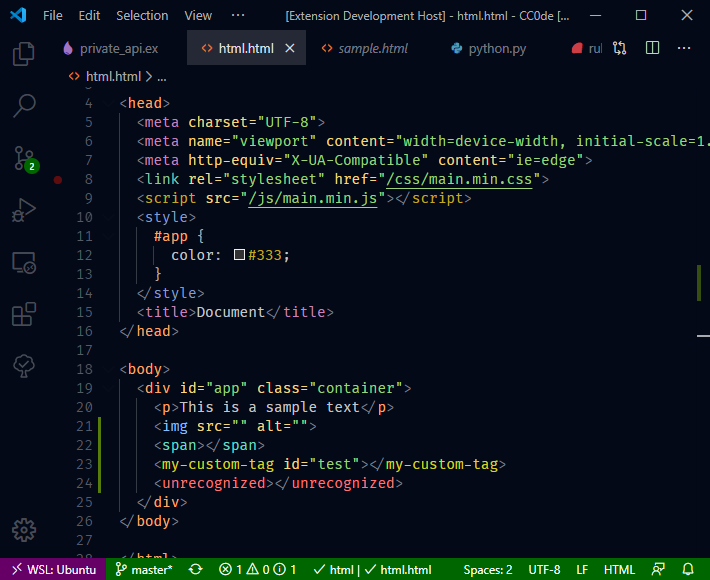 File Edit Selection View ··· [Extension Development Host] - html.html - CC0de [...
private_api.ex html.html sample.html python.py rul ···
html.html > ...
4 <head>
5 <meta charset="UTF-8">
6 <meta name="viewport" content="width=device-width, initial-scale=1.
7 <meta http-equiv="X-UA-Compatible" content="ie=edge">
8 <link rel="stylesheet" href="/css/main.min.css">
9 <script src="/js/main.min.js"></script>
10 <style>
11 #app {
12 color: #333;
13 }
14 </style>
15 <title>Document</title>
16 </head>
17
18 <body>
19 <div id="app" class="container">
20 <p>This is a sample text</p>
21 <img src="" alt="">
22 <span></span>
23 <my-custom-tag id="test"></my-custom-tag>
24 <unrecognized></unrecognized>
25 </div>
26 </body>
27
28 </html>
2
WSL: Ubuntu master* 1 0 1 html | html.html Spaces: 2 UTF-8 LF HTML